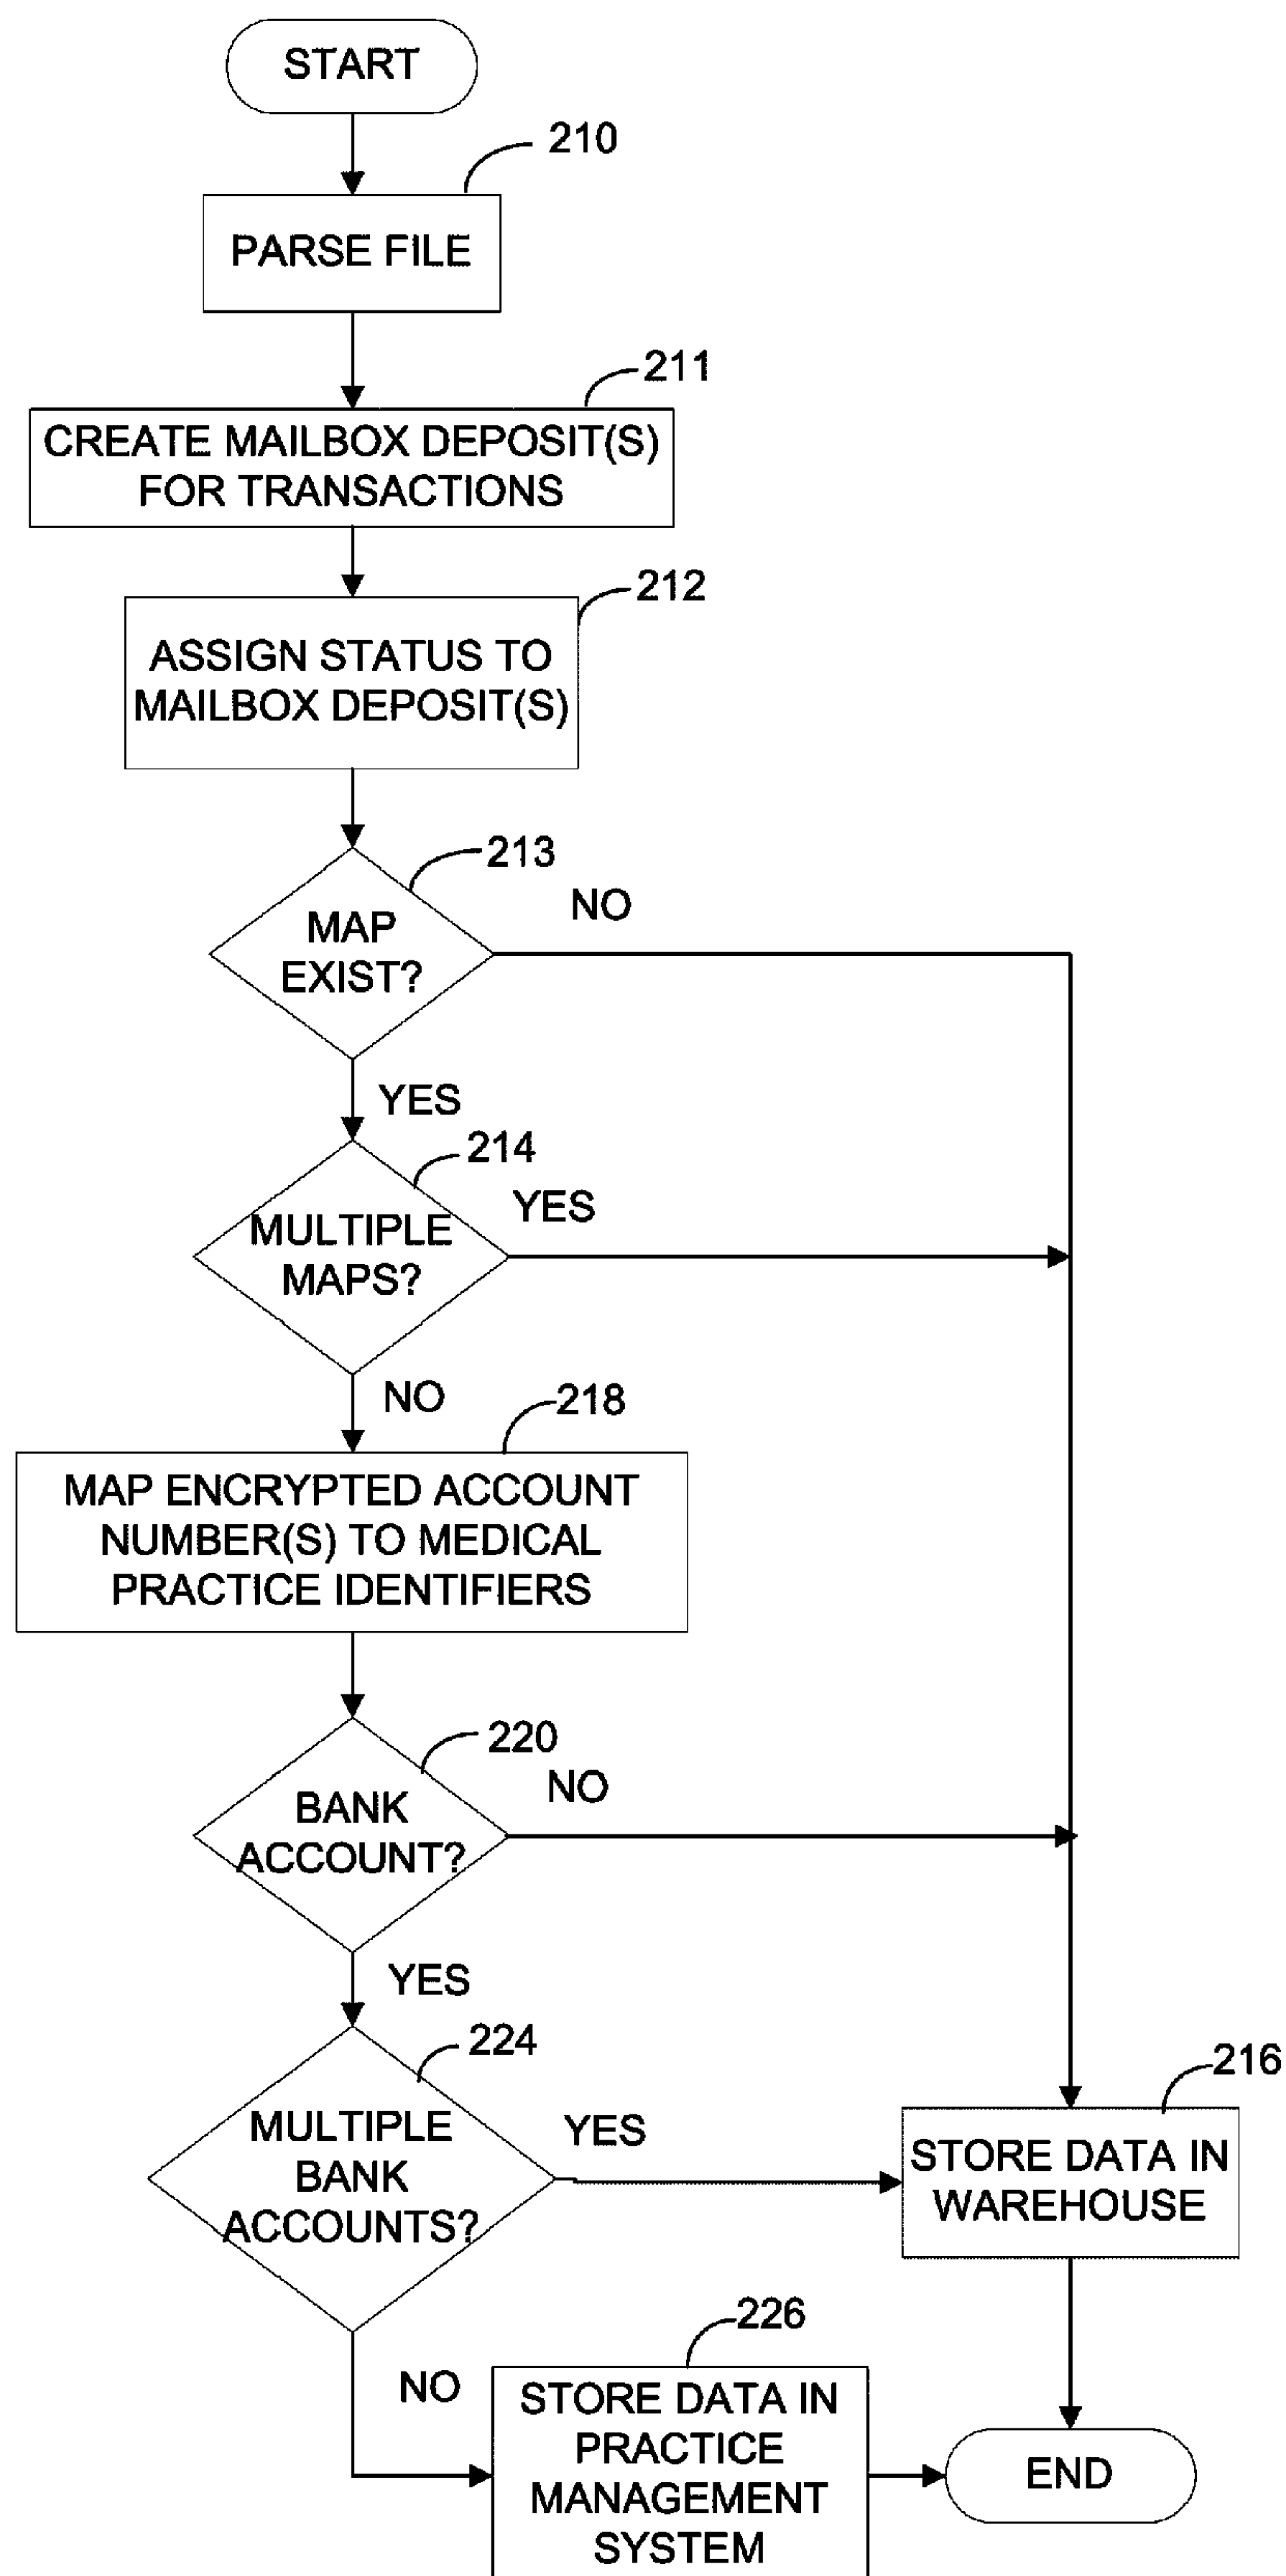 START
210
PARSE FILE
211
CREATE MAILBOX DEPOSIT(S)
FOR TRANSACTIONS
212
ASSIGN STATUS TO
MAILBOX DEPOSIT(S)
213
NO
MAP
EXIST?
YES
214
YES
MULTIPLE
MAPS?
NO
218
MAP ENCRYPTED ACCOUNT
NUMBER(S) TO MEDICAL
PRACTICE IDENTIFIERS
220
NO
BANK
ACCOUNT?
YES
224
MULTIPLE
BANK
ACCOUNTS?
YES
216
STORE DATA IN
WAREHOUSE
NO
226
STORE DATA IN
PRACTICE
MANAGEMENT
SYSTEM
END